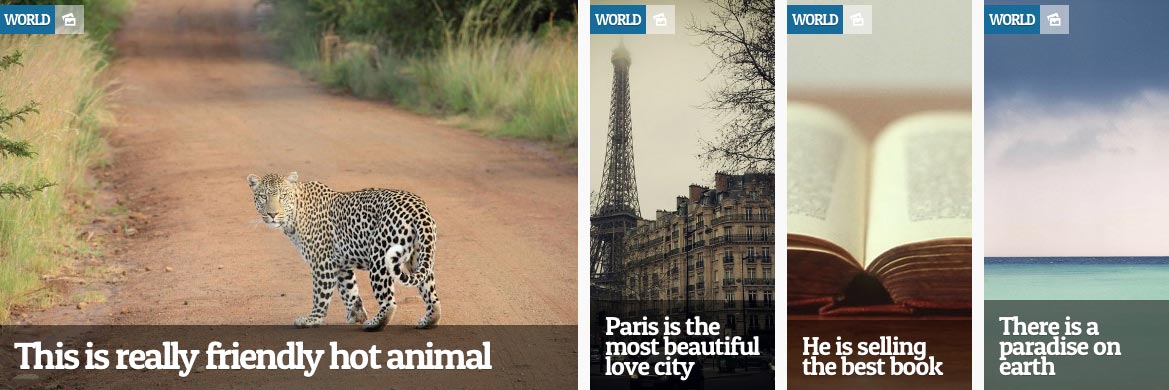 WORLD
This is really friendly hot animal
WORLD
Paris is the
most beautiful
love city
WORLD
He is selling
the best book
WORLD
There is a
paradise on
earth